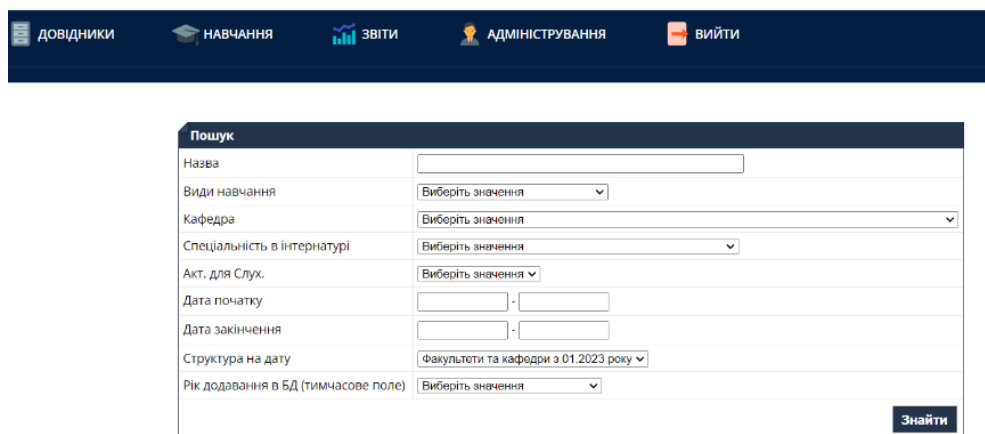 ДОВІДНИКИ НАВЧАННЯ ЗВІТИ АДМІНІСТРУВАННЯ ВИЙТИ
Пошук
Назва
Види навчання Виберіть значення
Кафедра Виберіть значення
Спеціальність в інтернатурі Виберіть значення
Акт. для Слух. Виберіть значення
Дата початку -
Дата закінчення -
Структура на дату Факультети та кафедри з 01.2023 року
Рік додавання в БД (тимчасове поле) Виберіть значення
Знайти